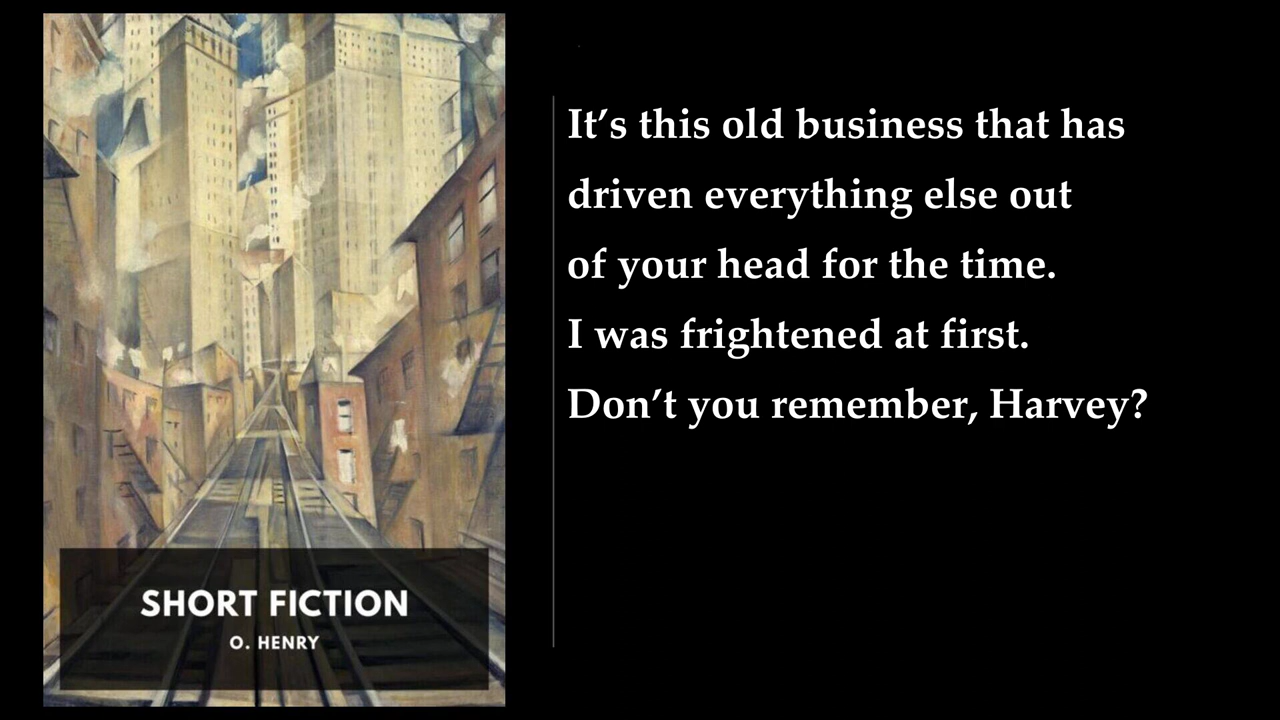 It’s this old business that has
driven everything else out
of your head for the time.
I was frightened at first.
Don’t you remember, Harvey?
SHORT FICTION
O. HENRY